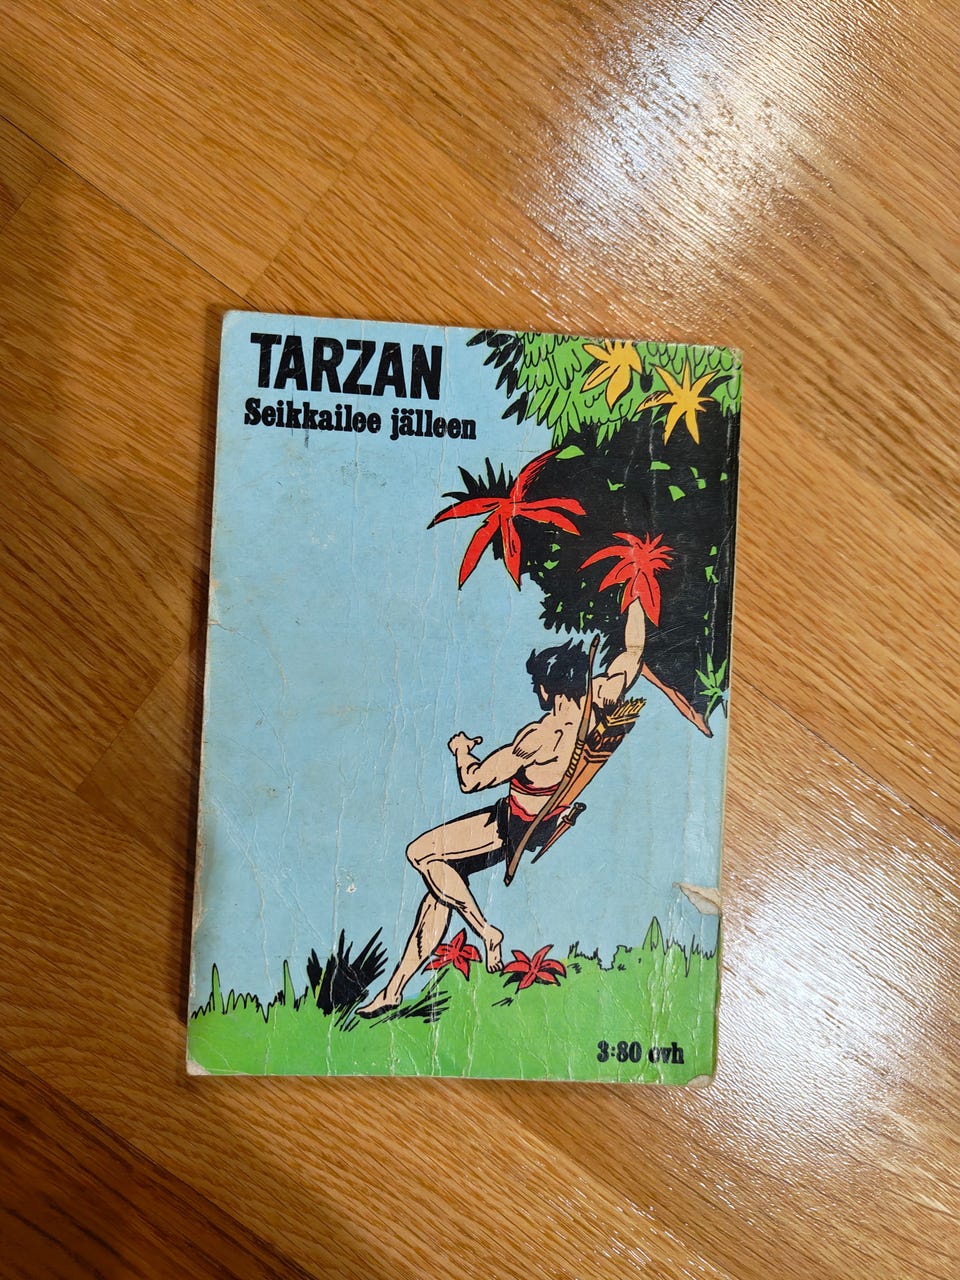 TARZAN
Seikkailee jälleen
3:80 ovh